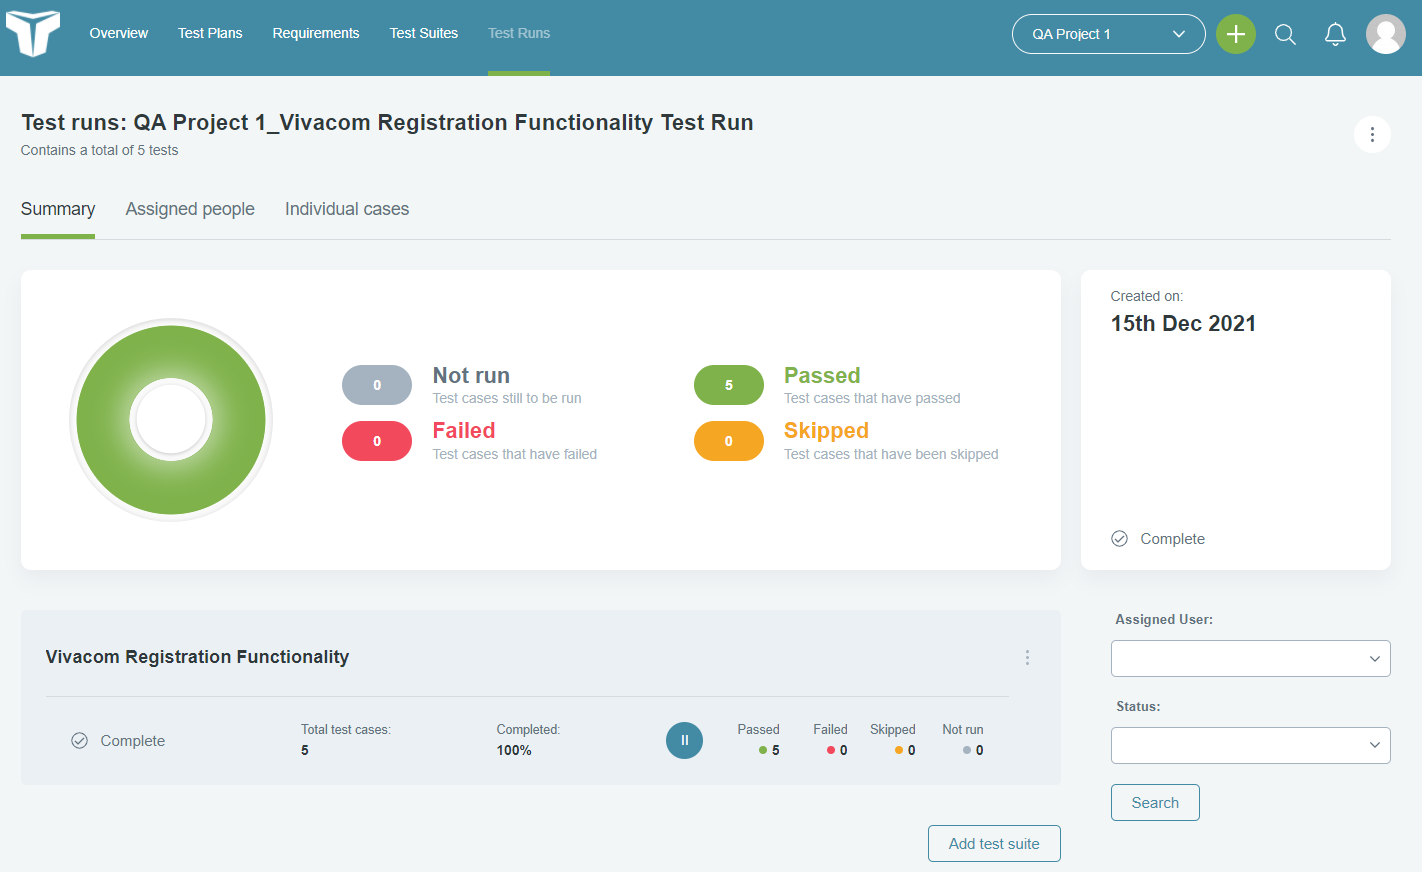 Overview
Test Plans
Requirements
Test Suites
Test Runs
QA Project 1
Test runs: QA Project 1_Vivacom Registration Functionality Test Run
Contains a total of 5 tests
Summary
Assigned people
Individual cases
0
Not run
Test cases still to be run
5
Passed
Test cases that have passed
0
Failed
Test cases that have failed
0
Skipped
Test cases that have been skipped
Created on:
15th Dec 2021
Complete
Vivacom Registration Functionality
Complete
Total test cases:
5
Completed:
100%
Passed
5
Failed
0
Skipped
0
Not run
0
Add test suite
Assigned User:
Status:
Search